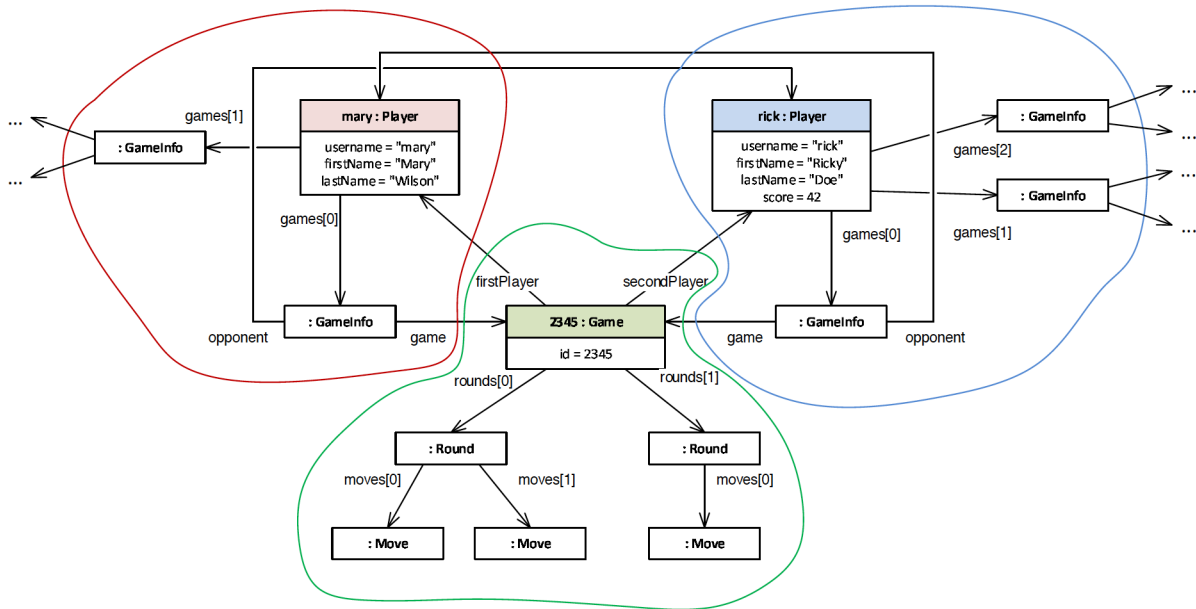 mary : Player
username = "mary"
firstName = "Mary"
lastName = "Wilson"
games[1]
: GameInfo
...
...
games[0]
: GameInfo
opponent
game
rick : Player
username = "rick"
firstName = "Ricky"
lastName = "Doe"
score = 42
games[2]
: GameInfo
...
...
games[1]
: GameInfo
...
...
games[0]
: GameInfo
game
opponent
firstPlayer
secondPlayer
2345 : Game
id = 2345
rounds[0]
rounds[1]
: Round
: Round
moves[0]
moves[1]
moves[0]
: Move
: Move
: Move